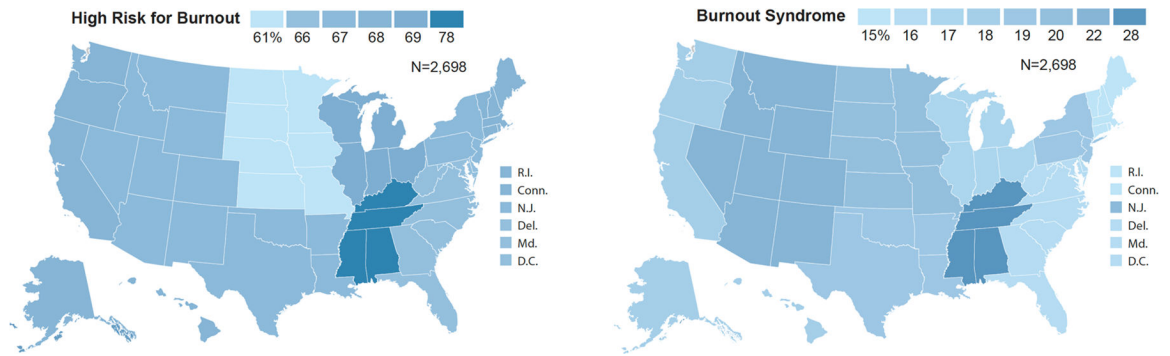 High Risk for Burnout
61% 66 67 68 69 78
N=2,698
R.I.
Conn.
N.J.
Del.
Md.
D.C.
Burnout Syndrome
15% 16 17 18 19 20 22 28
N=2,698
R.I.
Conn.
N.J.
Del.
Md.
D.C.